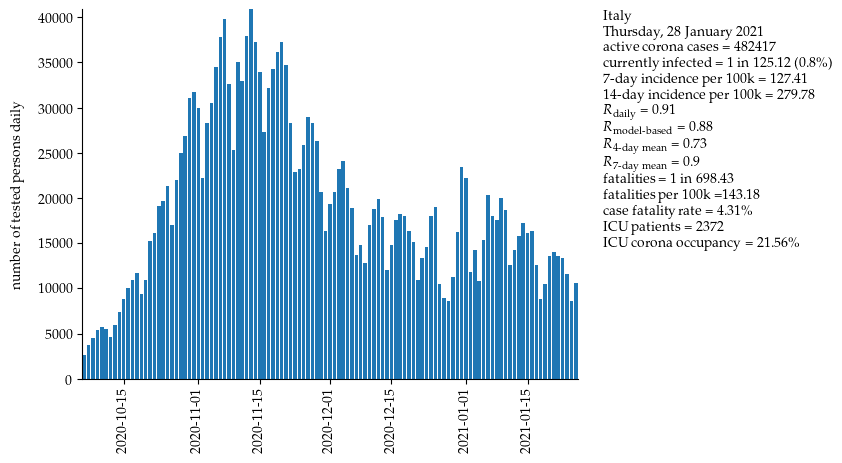 40000
35000
30000
25000
20000
15000
10000
5000
0
number of tested persons daily
2020-10-15
2020-11-01
2020-11-15
2020-12-01
2020-12-15
2021-01-01
2021-01-15
Italy
Thursday, 28 January 2021
active corona cases = 482417
currently infected = 1 in 125.12 (0.8%)
7-day incidence per 100k = 127.41
14-day incidence per 100k = 279.78
R daily = 0.91
R model-based = 0.88
R 4-day mean = 0.73
R 7-day mean = 0.9
fatalities = 1 in 698.43
fatalities per 100k =143.18
case fatality rate = 4.31%
ICU patients = 2372
ICU corona occupancy = 21.56%